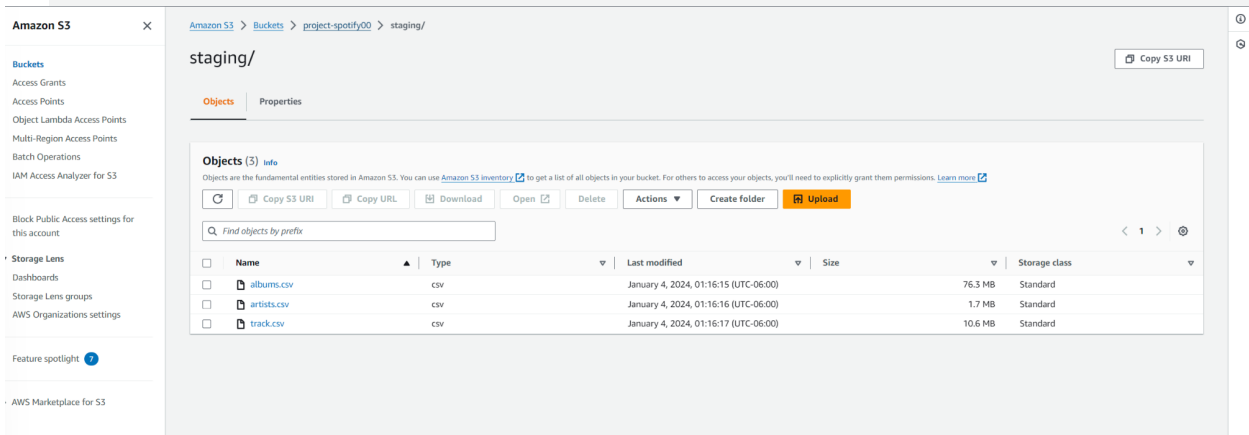 Amazon S3
Buckets
Access Grants
Access Points
Object Lambda Access Points
Multi-Region Access Points
Batch Operations
IAM Access Analyzer for S3
Block Public Access settings for
this account
Storage Lens
Dashboards
Storage Lens groups
AWS Organizations settings
Feature spotlight 7
AWS Marketplace for S3
Amazon S3 > Buckets > project-spotify00 > staging/
staging/
Copy S3 URI
Objects Properties
Objects (3) Info
Objects are the fundamental entities stored in Amazon S3. You can use Amazon S3 inventory to get a list of all objects in your bucket. For others to access your objects, you'll need to explicitly grant them permissions. Learn more
Copy S3 URI Copy URL Download Open Delete Actions Create folder Upload
Find objects by prefix
1
Name Type Last modified Size Storage class
albums.csv csv January 4, 2024, 01:16:15 (UTC-06:00) 76.3 MB Standard
artists.csv csv January 4, 2024, 01:16:16 (UTC-06:00) 1.7 MB Standard
track.csv csv January 4, 2024, 01:16:17 (UTC-06:00) 10.6 MB Standard